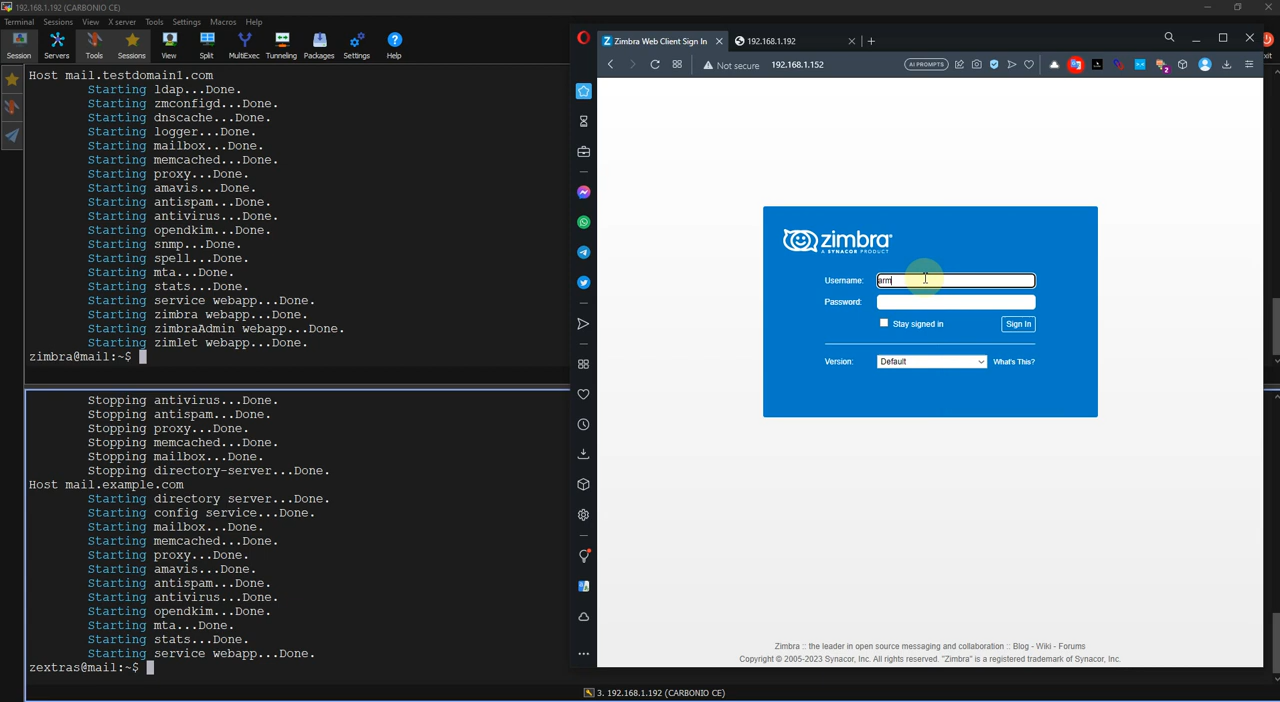 192.168.1.192 (CARBONIO CE)
Terminal Sessions View X server Tools Settings Macros Help
Session Servers Tools Sessions View Split MultiExec Tunneling Packages Settings Help
Host mail.testdomain1.com
Starting ldap...Done.
Starting zmconfigd...Done.
Starting dnscache...Done.
Starting logger...Done.
Starting mailbox...Done.
Starting memcached...Done.
Starting proxy...Done.
Starting amavis...Done.
Starting antispam...Done.
Starting antivirus...Done.
Starting opendkim...Done.
Starting snmp...Done.
Starting spell...Done.
Starting mta...Done.
Starting stats...Done.
Starting service webapp...Done.
Starting zimbra webapp...Done.
Starting zimbraAdmin webapp...Done.
Starting zimlet webapp...Done.
zimbra@mail:~$
Stopping antivirus...Done.
Stopping antispam...Done.
Stopping proxy...Done.
Stopping memcached...Done.
Stopping mailbox...Done.
Stopping directory-server...Done.
Host mail.example.com
Starting directory server...Done.
Starting config service...Done.
Starting mailbox...Done.
Starting memcached...Done.
Starting proxy...Done.
Starting amavis...Done.
Starting antispam...Done.
Starting antivirus...Done.
Starting opendkim...Done.
Starting mta...Done.
Starting stats...Done.
Starting service webapp...Done.
zextras@mail:~$
Zimbra Web Client Sign In
192.168.1.192
Not secure 192.168.1.152
AI PROMPTS
2
zimbra
A SYNACOR PRODUCT
Username: arm
Password:
Stay signed in
Sign In
Version: Default What's This?
Zimbra :: the leader in open source messaging and collaboration :: Blog - Wiki - Forums
Copyright © 2005-2023 Synacor, Inc. All rights reserved. "Zimbra" is a registered trademark of Synacor, Inc.
3. 192.168.1.192 (CARBONIO CE)